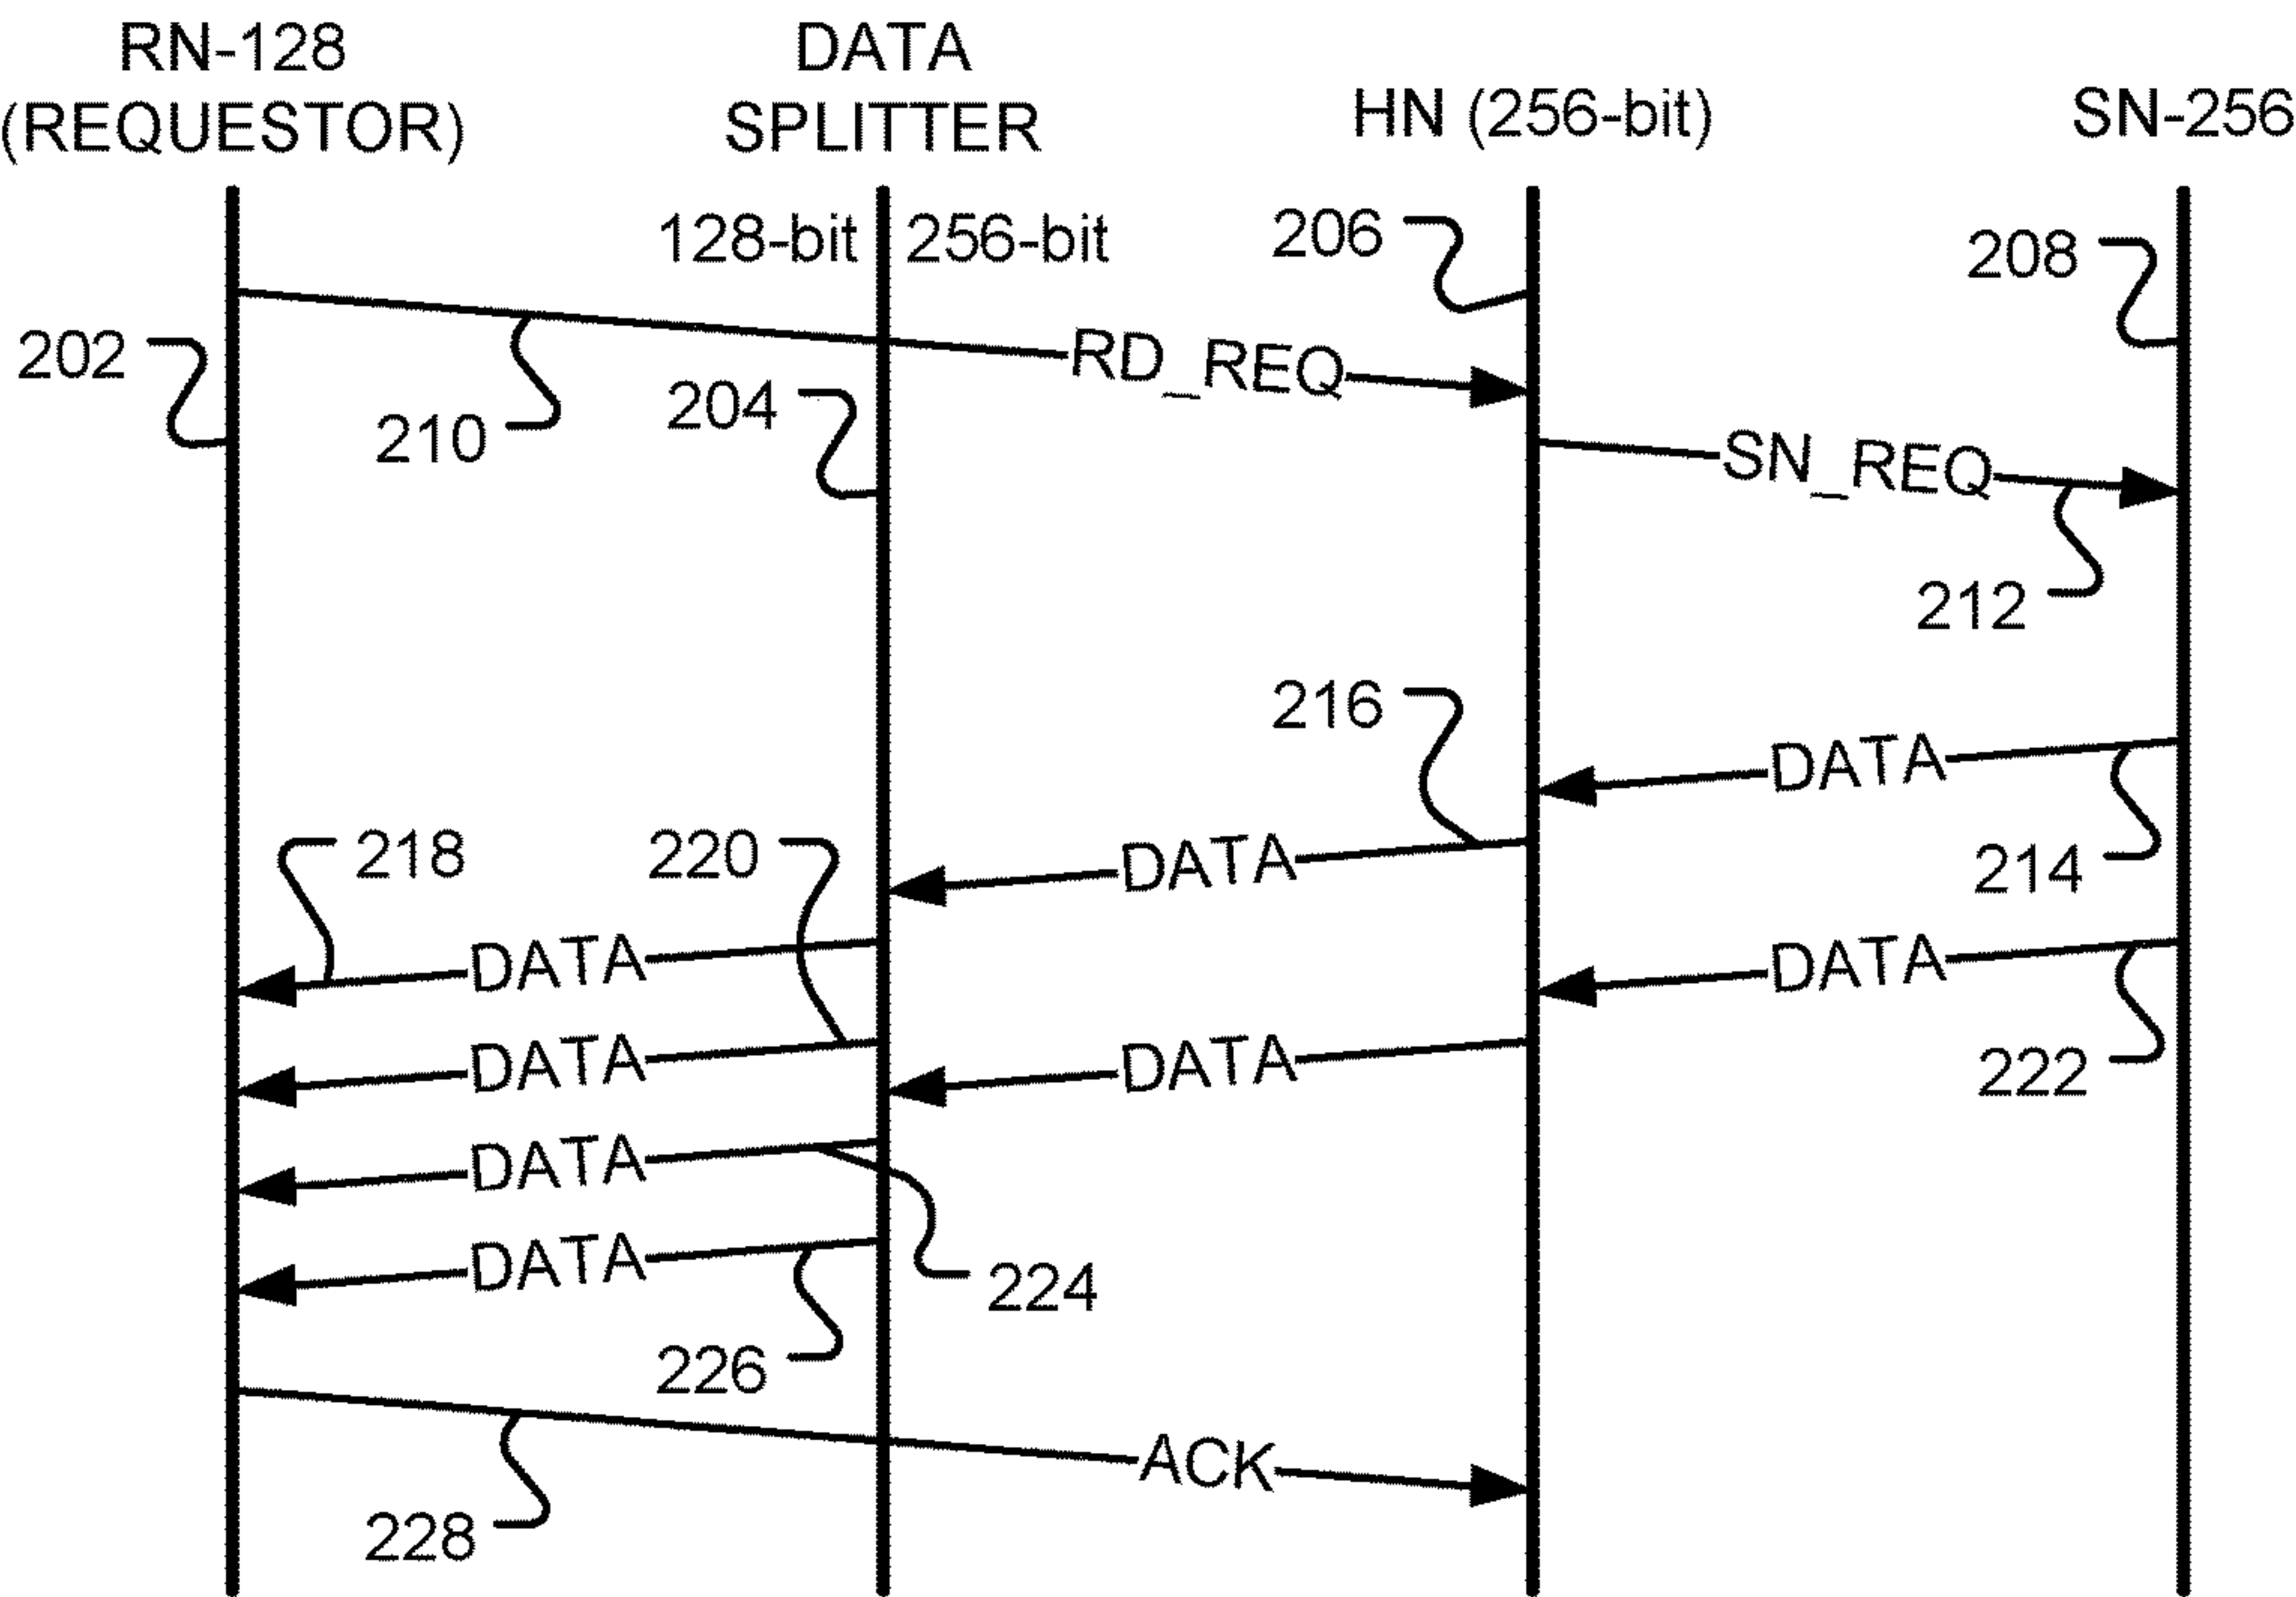 RN-128
(REQUESTOR)
DATA
SPLITTER
HN (256-bit)
SN-256
128-bit
256-bit
206
208
202
210
204
RD_REQ
SN_REQ
212
216
DATA
214
218
220
DATA
DATA
DATA
222
DATA
DATA
DATA
224
DATA
226
ACK
228